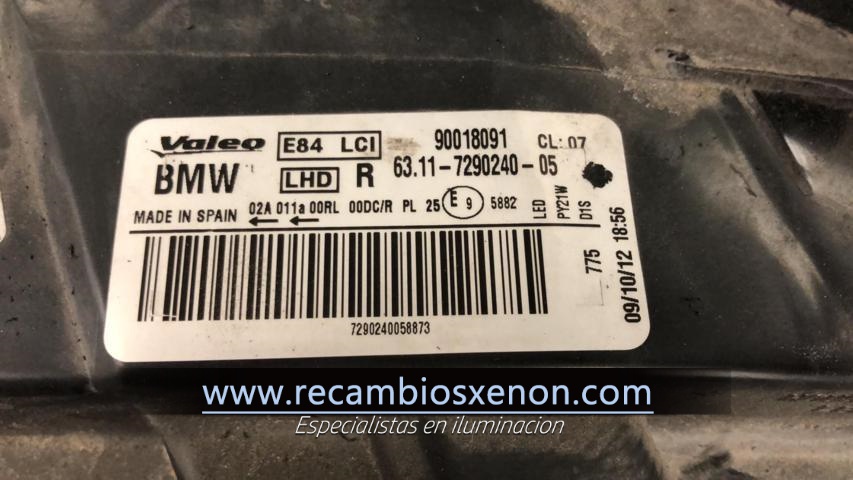 Valeo E84 LCI 90018091 CL: 07
BMW LHD R 63.11-7290240-05
MADE IN SPAIN 02A 011a 00RL 00DC/R PL 25 E 9 5882
LED
PY21W
D1S
775
09/10/12 18:56
7290240058873
www.recambiosxenon.com
Especialistas en iluminacion